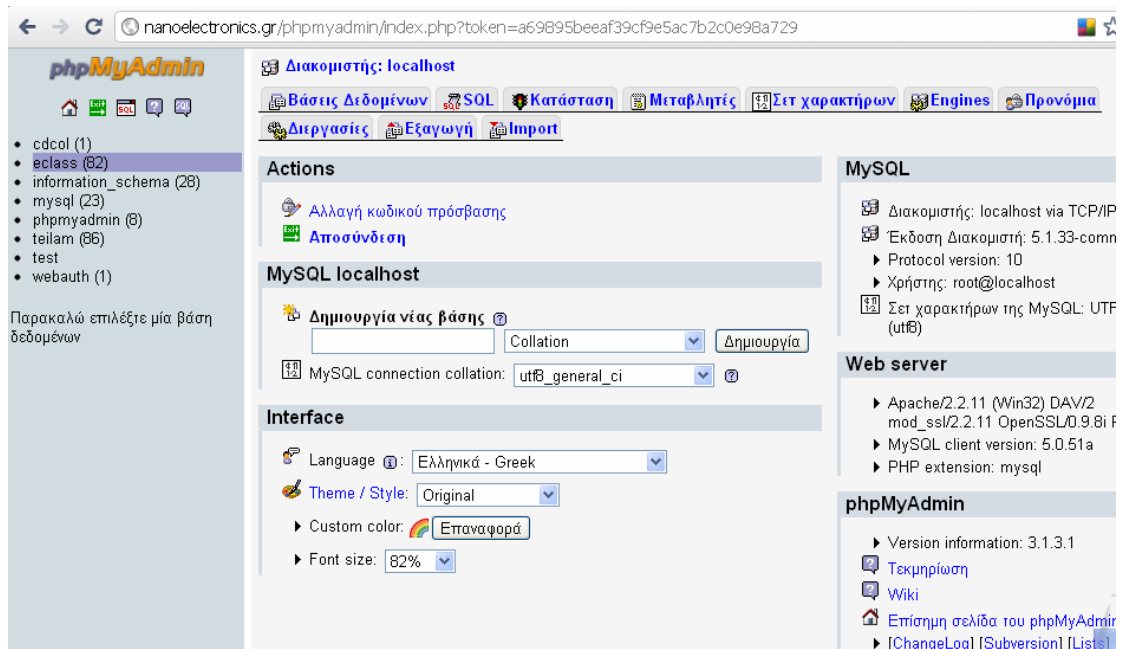 nanoelectronics.gr/phpmyadmin/index.php?token=a69895beeaf39cf9e5ac7b2c0e98a729
phpMyAdmin
cdcol (1)
eclass (82)
information_schema (28)
mysql (23)
phpmyadmin (8)
teilam (86)
test
webauth (1)
Παρακαλώ επιλέξτε μία βάση
δεδομένων
Διακομιστής: localhost
Βάσεις Δεδομένων SQL Κατάσταση Μεταβλητές Σετ χαρακτήρων Engines Προνόμια
Διεργασίες Εξαγωγή Import
Actions
Αλλαγή κωδικού πρόσβασης
Αποσύνδεση
MySQL localhost
Δημιουργία νέας βάσης
Collation Δημιουργία
MySQL connection collation: utf8_general_ci
Interface
Language : Ελληνικά - Greek
Theme / Style: Original
Custom color: Επαναφορά
Font size: 82%
MySQL
Διακομιστής: localhost via TCP/IP
Έκδοση Διακομιστή: 5.1.33-comm
Protocol version: 10
Χρήστης: root@localhost
Σετ χαρακτήρων της MySQL: UTF
(utf8)
Web server
Apache/2.2.11 (Win32) DAV/2
mod_ssl/2.2.11 OpenSSL/0.9.8i
MySQL client version: 5.0.51a
PHP extension: mysql
phpMyAdmin
Version information: 3.1.3.1
Τεκμηρίωση
Wiki
Επίσημη σελίδα του phpMyAdmin
[ChangeLog] [Subversion] [Lists]